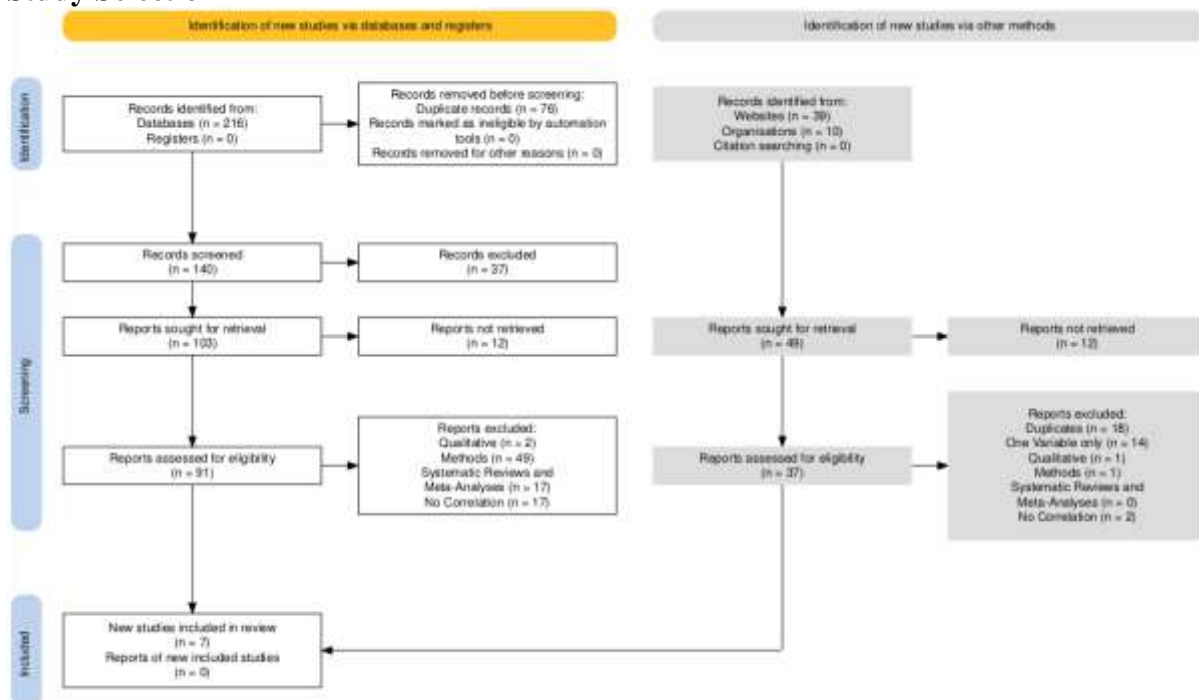 Identification of new studies via databases and registers
Identification of new studies via other methods
Identification
Records identified from:
Databases (n = 216)
Registers (n = 0)
Records removed before screening:
Duplicate records (n = 76)
Records marked as ineligible by automation
tools (n = 0)
Records removed for other reasons (n = 0)
Records identified from:
Websites (n = 39)
Organisations (n = 10)
Citation searching (n = 0)
Screening
Records screened
(n = 140)
Records excluded
(n = 37)
Reports sought for retrieval
(n = 103)
Reports not retrieved
(n = 12)
Reports sought for retrieval
(n = 49)
Reports not retrieved
(n = 12)
Reports assessed for eligibility
(n = 91)
Reports excluded:
Qualitative (n = 2)
Methods (n = 49)
Systematic Reviews and
Meta-Analyses (n = 17)
No Correlation (n = 17)
Reports assessed for eligibility
(n = 37)
Reports excluded:
Duplicates (n = 18)
One Variable only (n = 14)
Qualitative (n = 1)
Methods (n = 1)
Systematic Reviews and
Meta-Analyses (n = 0)
No Correlation (n = 2)
Included
New studies included in review
(n = 7)
Reports of new included studies
(n = 0)